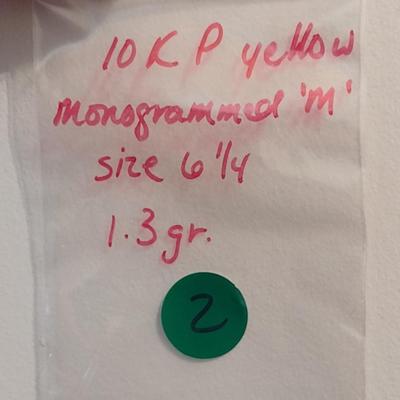 10 K P yellow
monogrammed 'M'
size 6 1/4
1.3 gr.
2